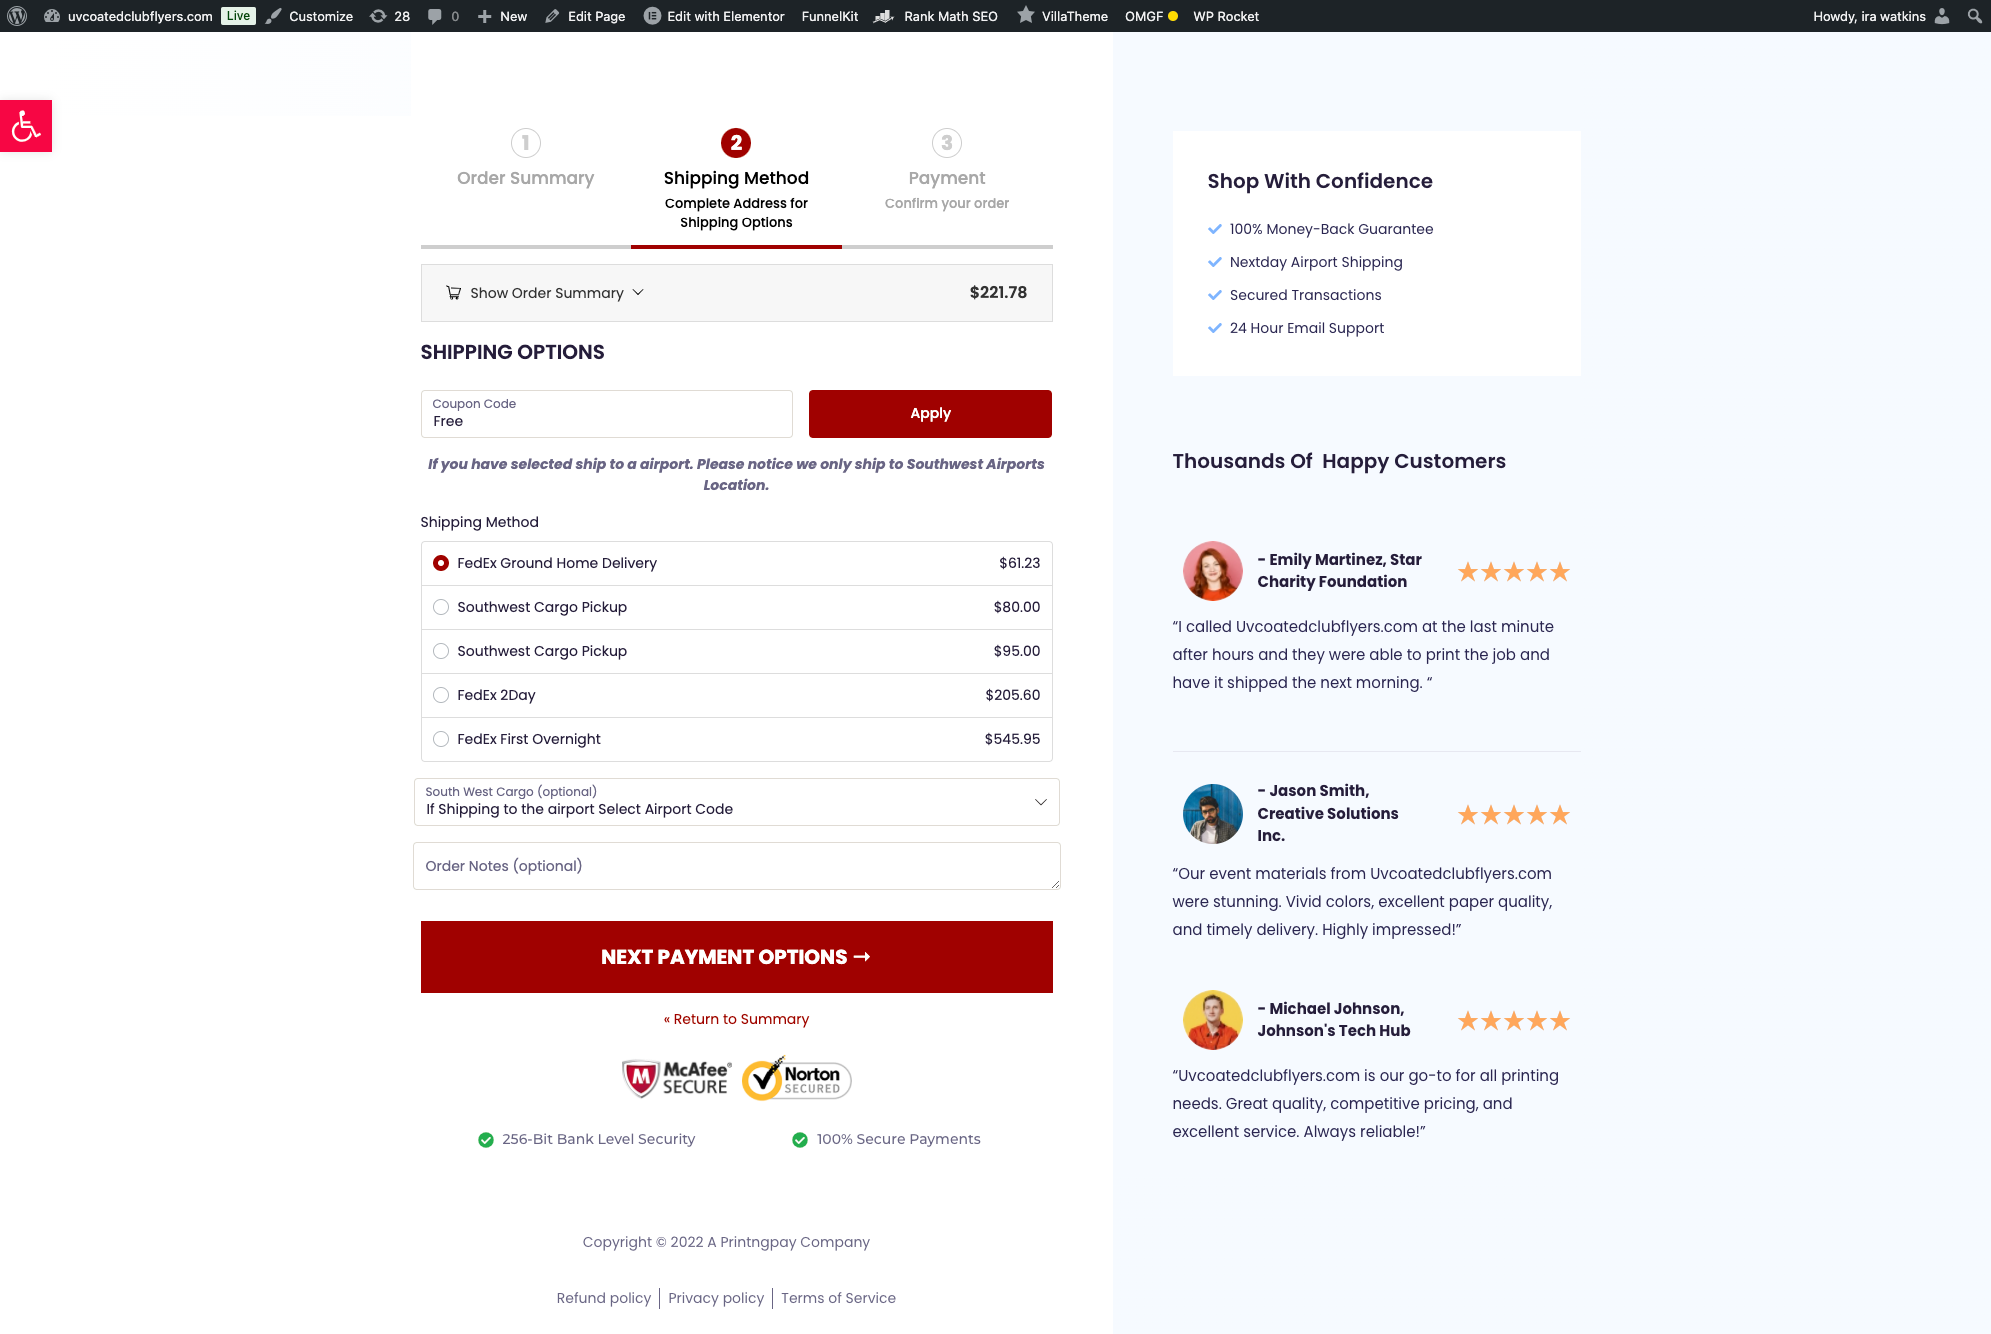 uvcoatedclubflyers.com Live Customize 28 0 New Edit Page Edit with Elementor FunnelKit Rank Math SEO VillaTheme OMGF WP Rocket Howdy, ira watkins
1
Order Summary
2
Shipping Method
Complete Address for
Shipping Options
3
Payment
Confirm your order
Show Order Summary $221.78
SHIPPING OPTIONS
Coupon Code
Free
Apply
If you have selected ship to a airport. Please notice we only ship to Southwest Airports
Location.
Shipping Method
FedEx Ground Home Delivery $61.23
Southwest Cargo Pickup $80.00
Southwest Cargo Pickup $95.00
FedEx 2Day $205.60
FedEx First Overnight $545.95
South West Cargo (optional)
If Shipping to the airport Select Airport Code
Order Notes (optional)
NEXT PAYMENT OPTIONS →
« Return to Summary
McAfee®
SECURE
Norton
SECURED
256-Bit Bank Level Security
100% Secure Payments
Copyright © 2022 A Printngpay Company
Refund policy | Privacy policy | Terms of Service
Shop With Confidence
100% Money-Back Guarantee
Nextday Airport Shipping
Secured Transactions
24 Hour Email Support
Thousands Of Happy Customers
- Emily Martinez, Star
Charity Foundation
“I called Uvcoatedclubflyers.com at the last minute
after hours and they were able to print the job and
have it shipped the next morning. “
- Jason Smith,
Creative Solutions
Inc.
“Our event materials from Uvcoatedclubflyers.com
were stunning. Vivid colors, excellent paper quality,
and timely delivery. Highly impressed!”
- Michael Johnson,
Johnson's Tech Hub
“Uvcoatedclubflyers.com is our go-to for all printing
needs. Great quality, competitive pricing, and
excellent service. Always reliable!”